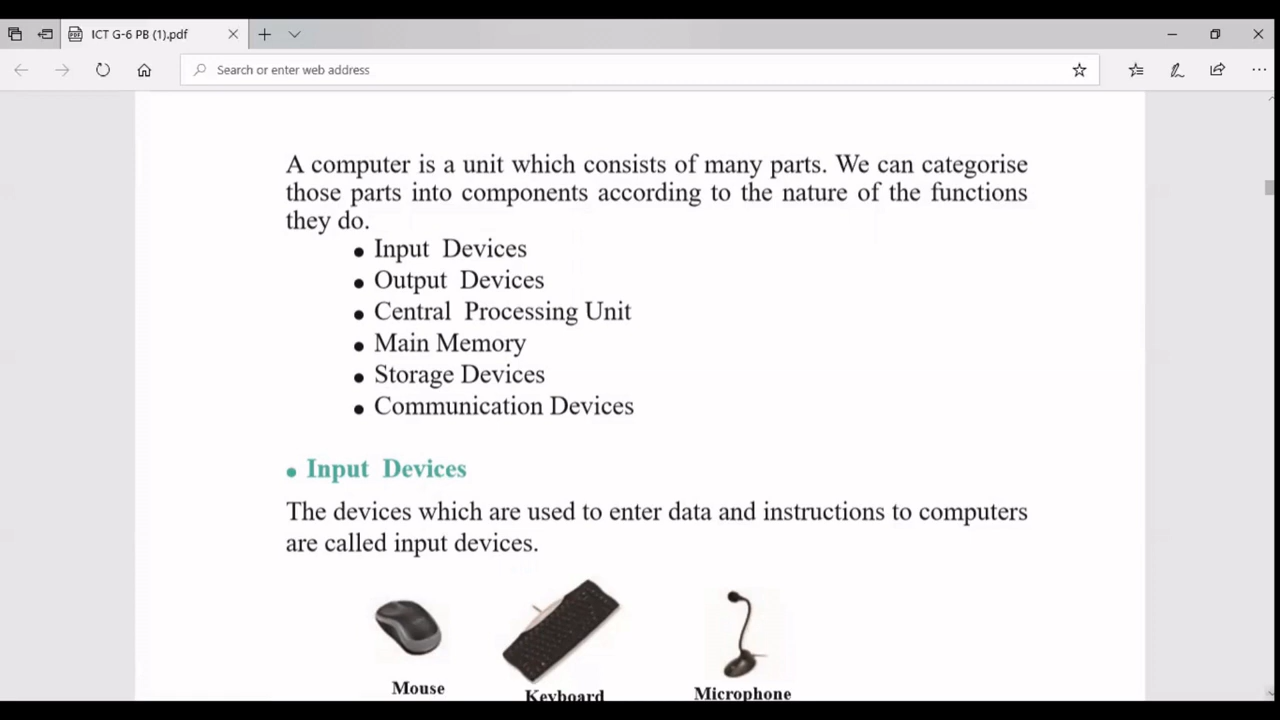 ICT G-6 PB (1).pdf
Search or enter web address
A computer is a unit which consists of many parts. We can categorise
those parts into components according to the nature of the functions
they do.
• Input Devices
• Output Devices
• Central Processing Unit
• Main Memory
• Storage Devices
• Communication Devices
• Input Devices
The devices which are used to enter data and instructions to computers
are called input devices.
Mouse
Keyboard
Microphone